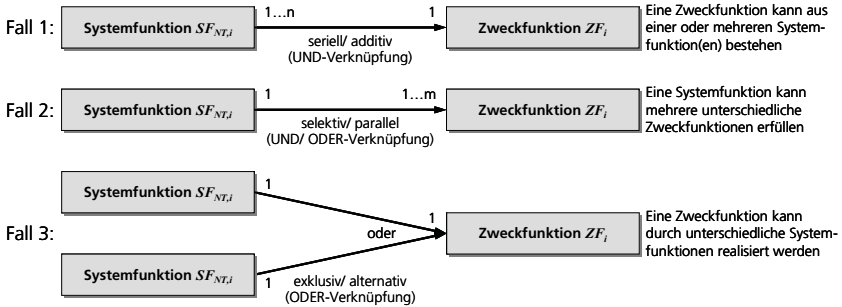 Fall 1:
Systemfunktion SF_NT,i
1…n
1
seriell/ additiv
(UND-Verknüpfung)
Zweckfunktion ZF_i
Eine Zweckfunktion kann aus
einer oder mehreren System-
funktion(en) bestehen
Fall 2:
Systemfunktion SF_NT,i
1
1…m
selektiv/ parallel
(UND/ ODER-Verknüpfung)
Zweckfunktion ZF_i
Eine Systemfunktion kann
mehrere unterschiedliche
Zweckfunktionen erfüllen
Fall 3:
Systemfunktion SF_NT,i
1
Systemfunktion SF_NT,i
1
oder
1
exklusiv/ alternativ
(ODER-Verknüpfung)
Zweckfunktion ZF_i
Eine Zweckfunktion kann
durch unterschiedliche System-
funktionen realisiert werden